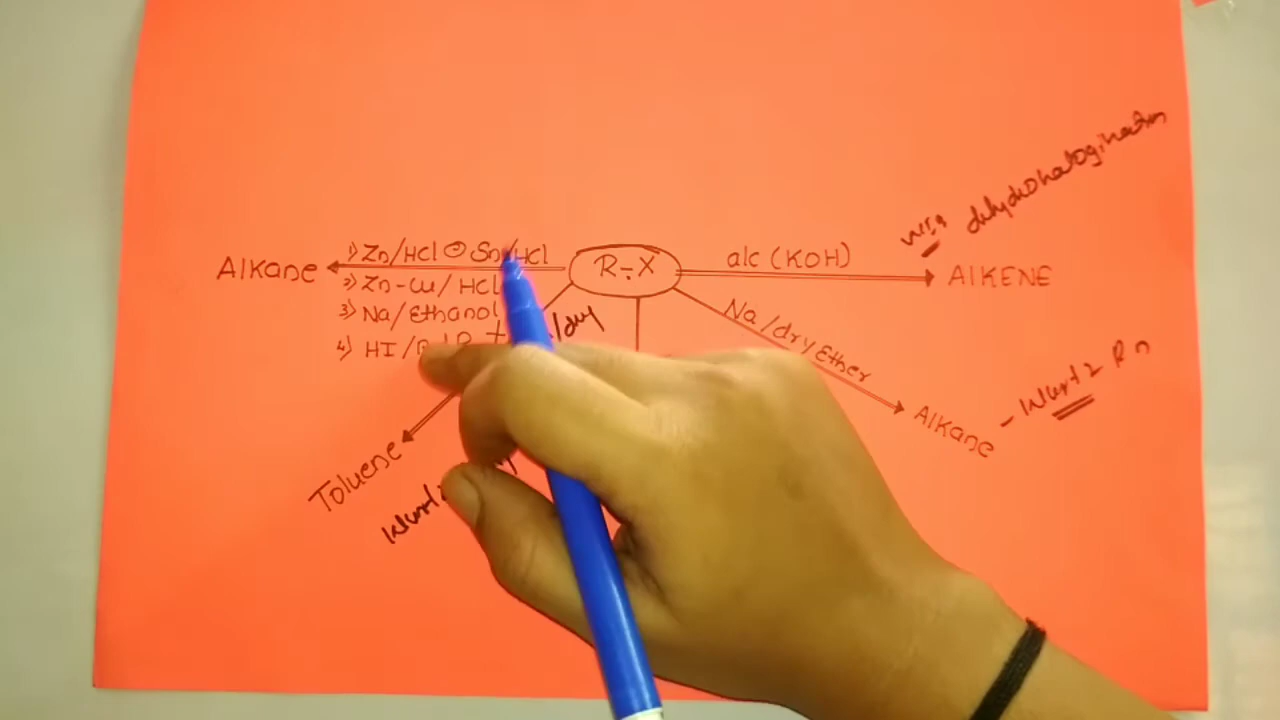 dehydrohalogination
1) Zn/HCl Sn/HCl
R-X
alc (KOH)
Alkane
AlKENE
2) Zn-Cu/HCl
3) Na/Ethanol
/dry
Na/dry Ether
4) HI/
Alkane
- Wurtz Rn
Toluene